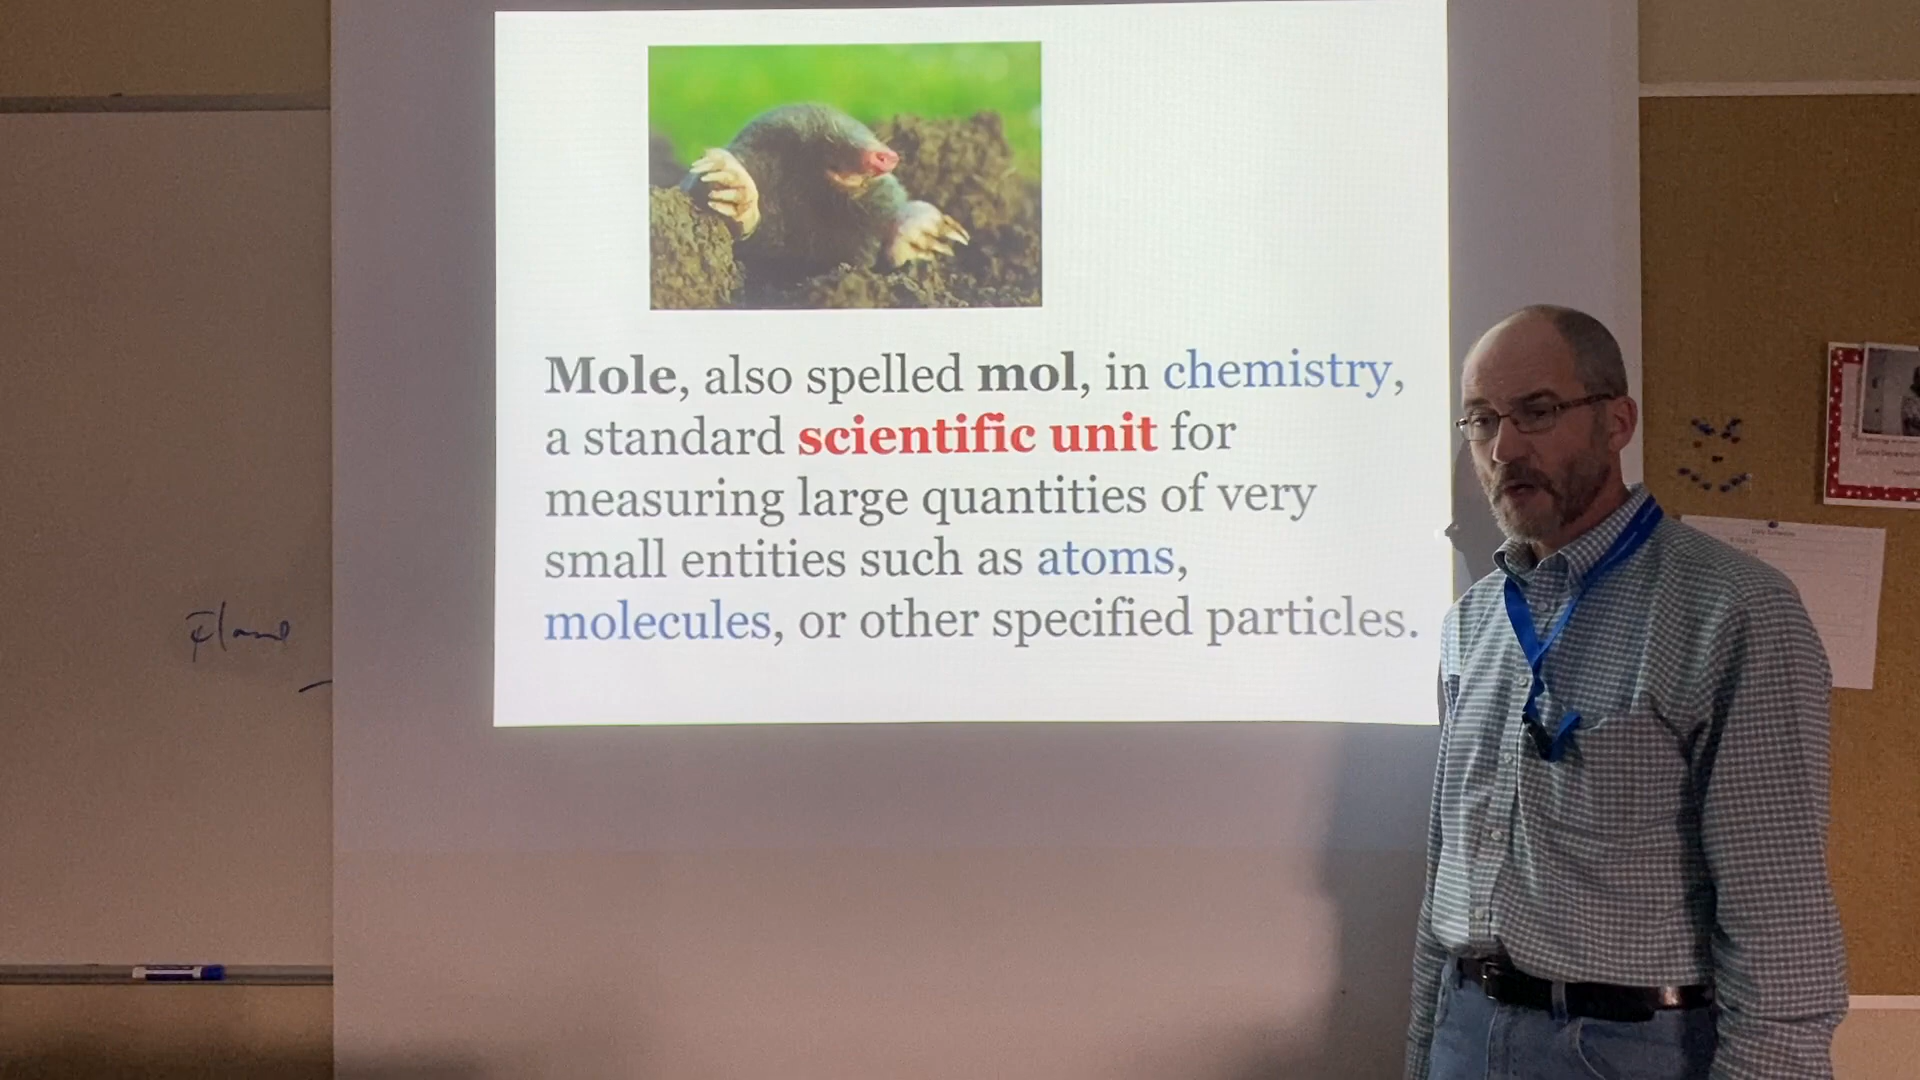 Mole, also spelled mol, in chemistry,
a standard scientific unit for
measuring large quantities of very
small entities such as atoms,
molecules, or other specified particles.
Flame